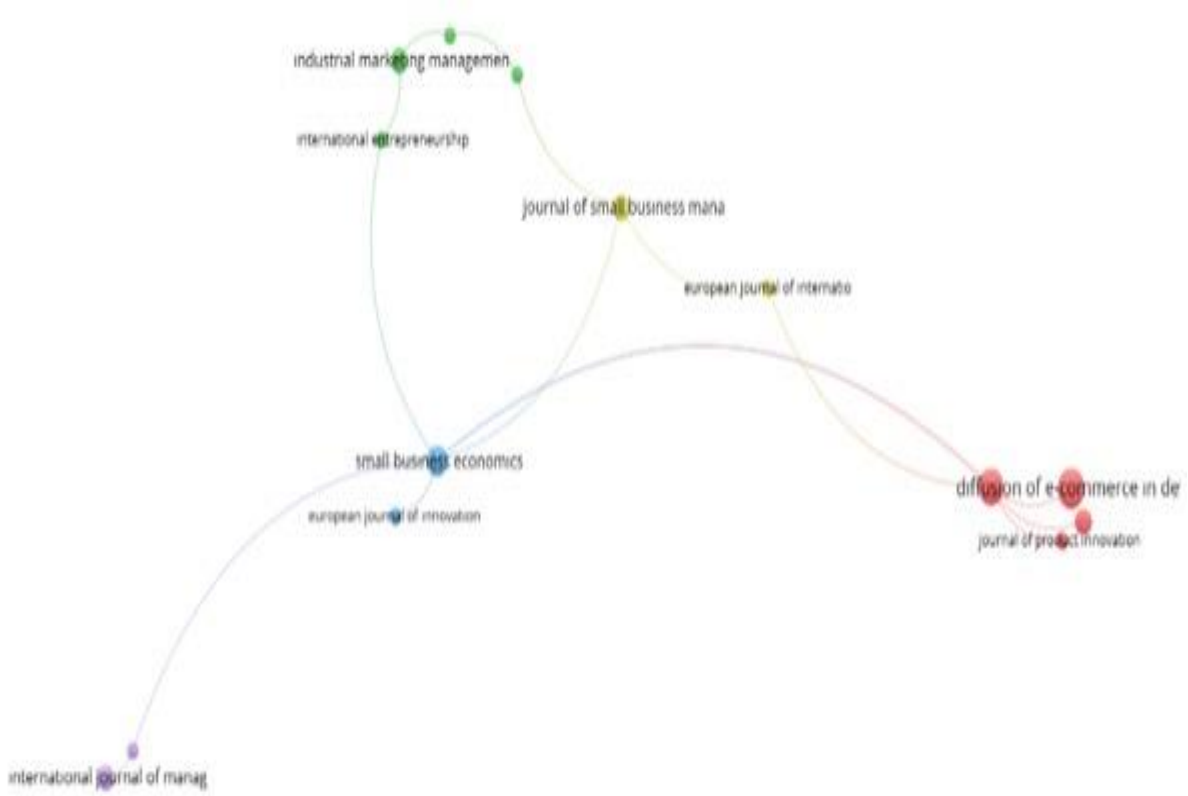 industrial marketing managemen
international entrepreneurship
journal of small business mana
european journal of internatio
small business economics
diffusion of e-commerce in de
european journal of innovation
journal of product innovation
international journal of manag